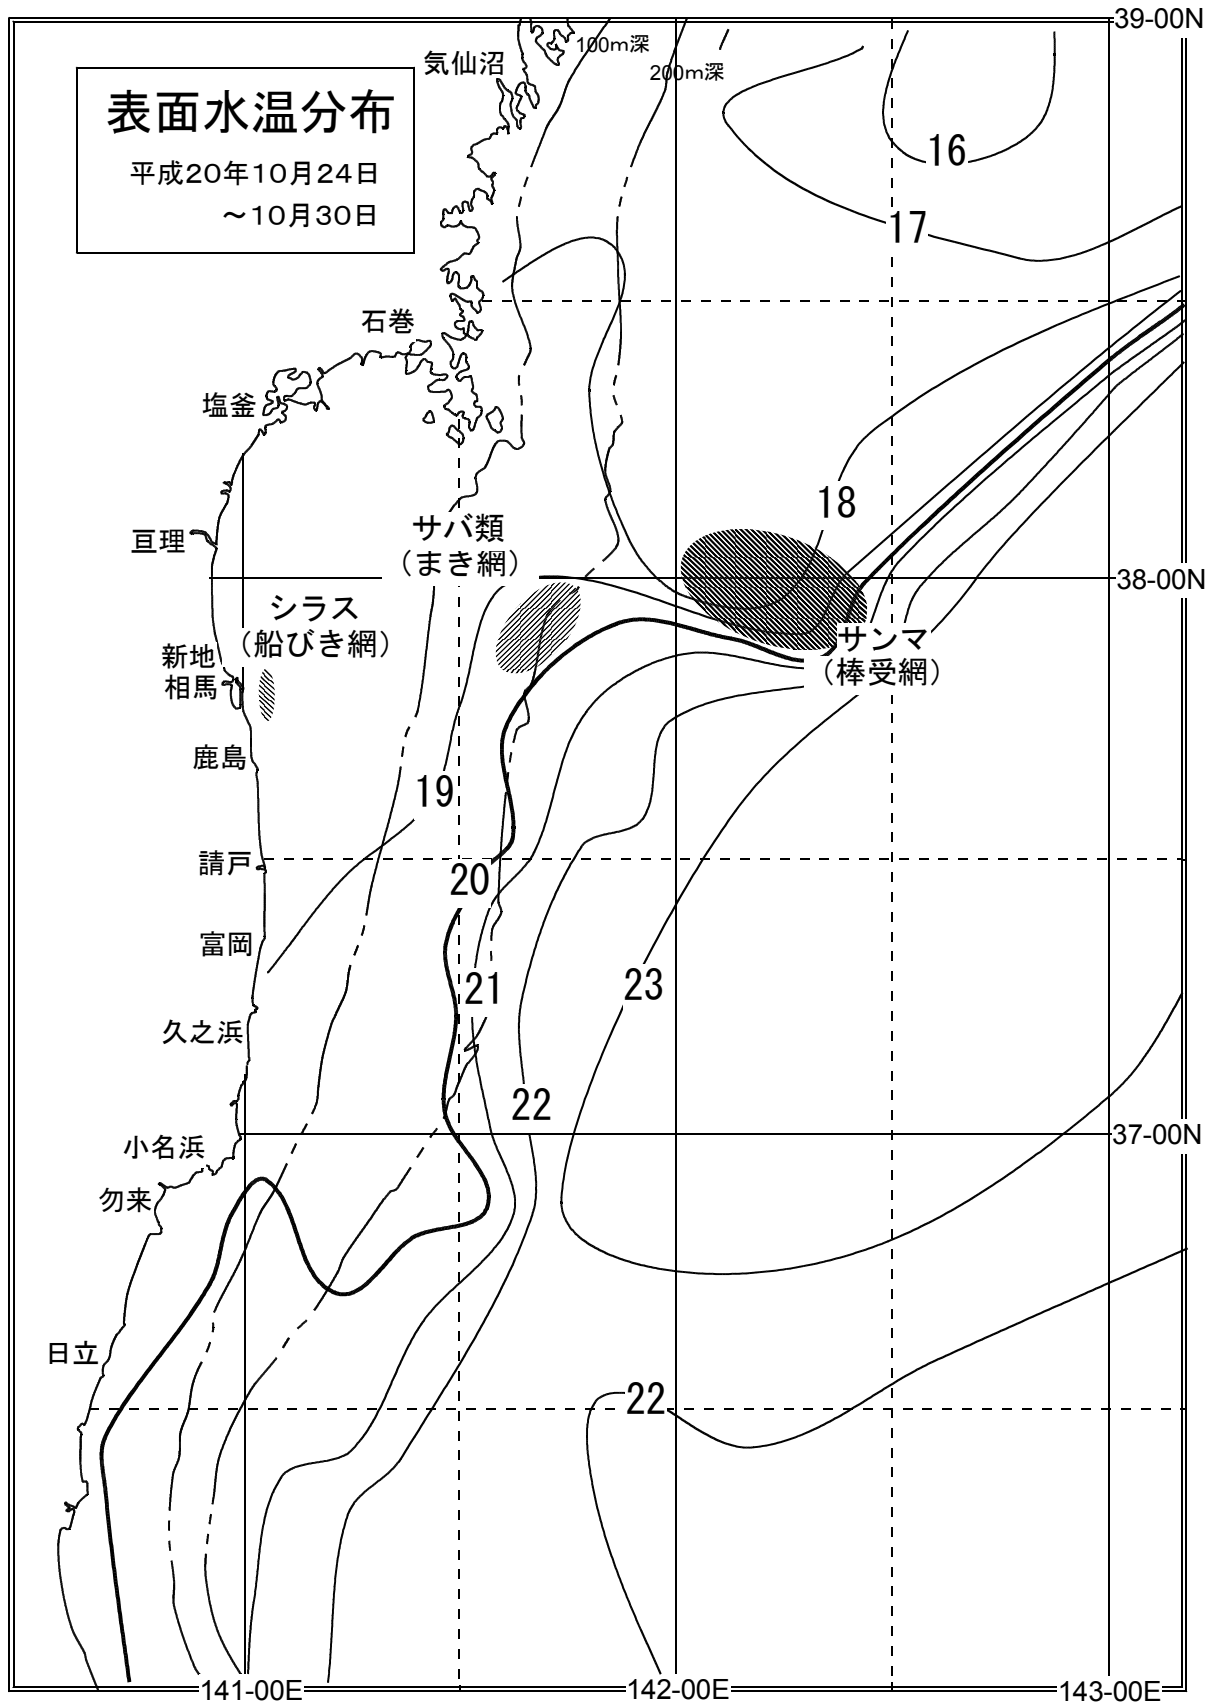 39-00N
100m深
気仙沼
200m深
表面水温分布
平成20年10月24日
～10月30日
16
17
石巻
塩釜
18
サバ類
（まき網）
亘理
38-00N
シラス
（船びき網）
サンマ
（棒受網）
新地
相馬
鹿島
19
請戸
20
富岡
21
23
久之浜
22
37-00N
小名浜
勿来
日立
22
141-00E
142-00E
143-00E